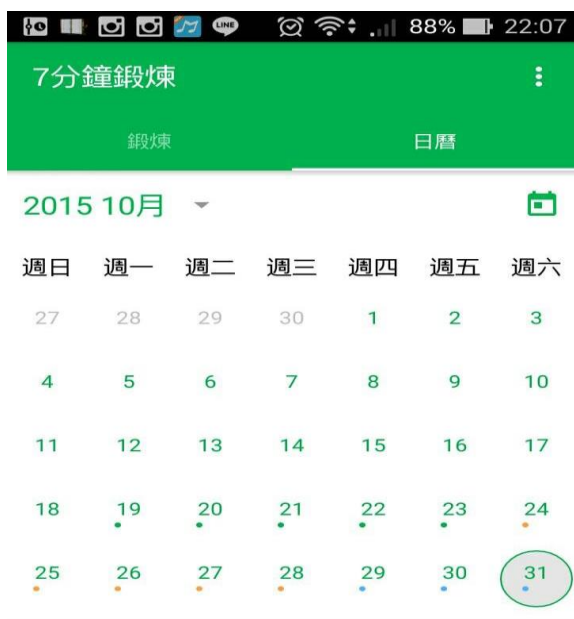 LINE 88% 22:07
7分鐘鍛煉
鍛煉 日曆
2015 10月
週日 週一 週二 週三 週四 週五 週六
27 28 29 30 1 2 3
4 5 6 7 8 9 10
11 12 13 14 15 16 17
18 19 20 21 22 23 24
25 26 27 28 29 30 31